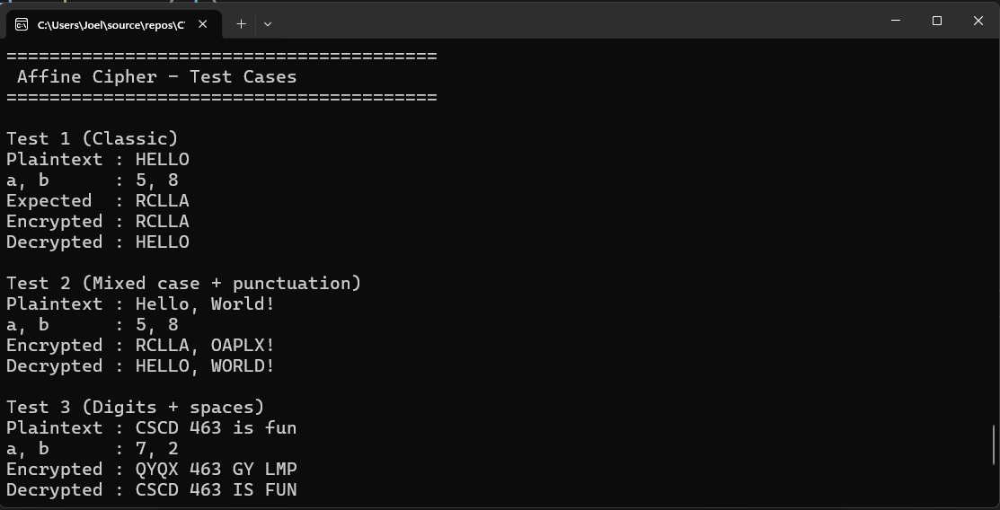 C:\Users\Joel\source\repos\C
========================================
 Affine Cipher - Test Cases
========================================
Test 1 (Classic)
Plaintext : HELLO
a, b      : 5, 8
Expected  : RCLLA
Encrypted : RCLLA
Decrypted : HELLO
Test 2 (Mixed case + punctuation)
Plaintext : Hello, World!
a, b      : 5, 8
Encrypted : RCLLA, OAPLX!
Decrypted : HELLO, WORLD!
Test 3 (Digits + spaces)
Plaintext : CSCD 463 is fun
a, b      : 7, 2
Encrypted : QYQX 463 GY LMP
Decrypted : CSCD 463 IS FUN